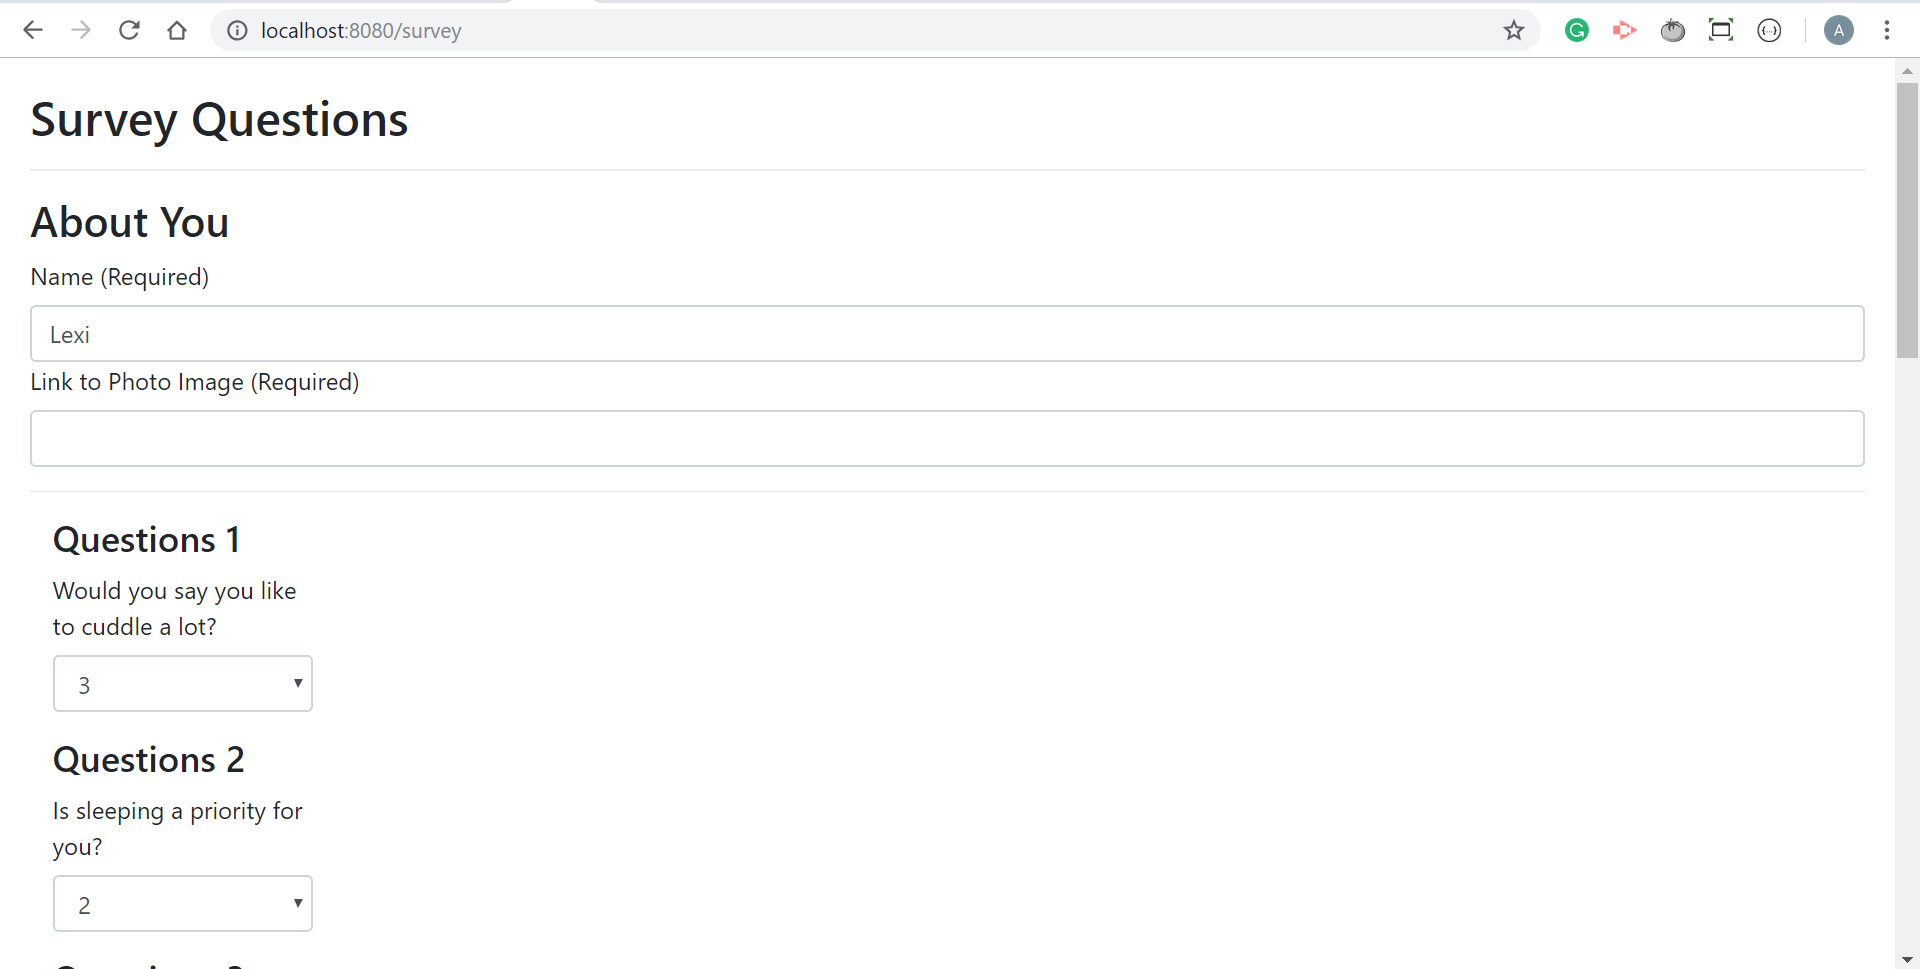 localhost:8080/survey
A
Survey Questions
About You
Name (Required)
Lexi
Link to Photo Image (Required)
Questions 1
Would you say you like
to cuddle a lot?
3
Questions 2
Is sleeping a priority for
you?
2